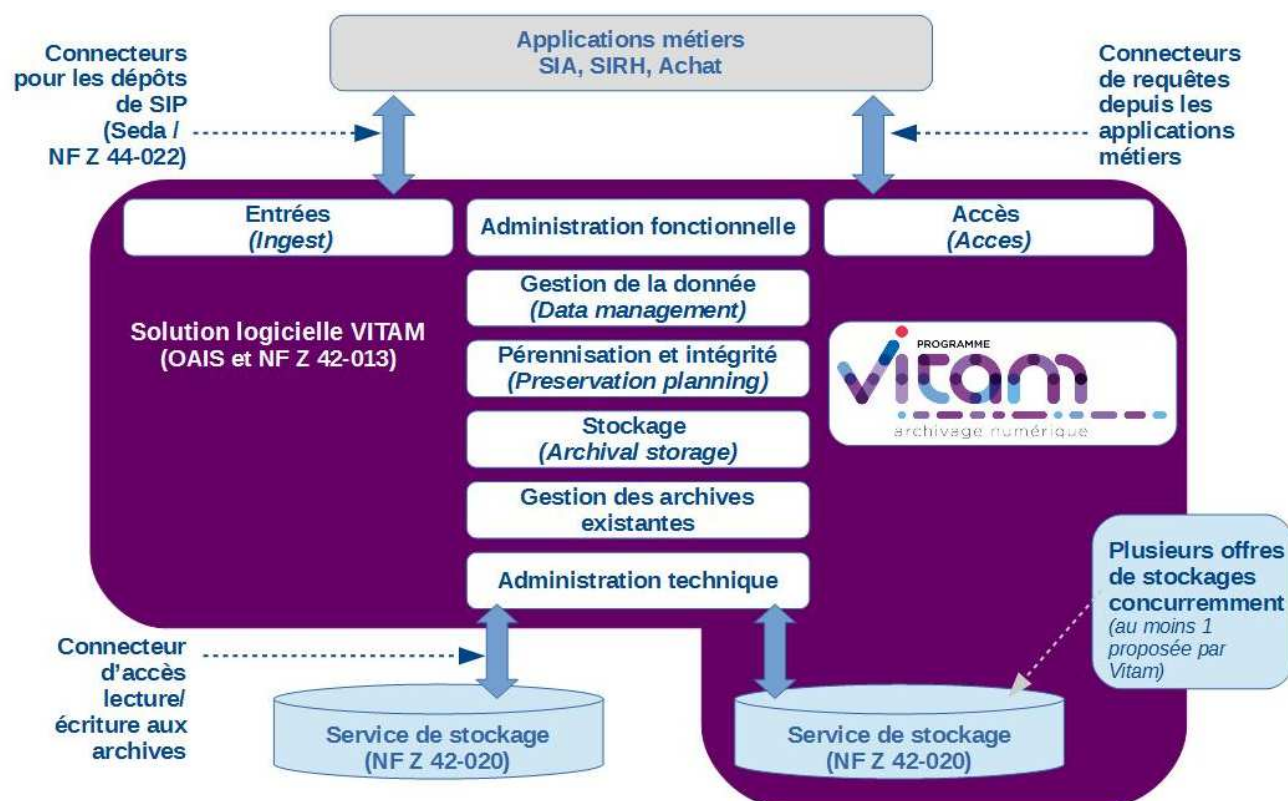 Applications métiers
SIA, SIRH, Achat
Connecteurs
pour les dépôts
de SIP
(Seda /
NF Z 44-022)
Connecteurs
de requêtes
depuis les
applications
métiers
Entrées
(Ingest)
Administration fonctionnelle
Accès
(Acces)
Gestion de la donnée
(Data management)
Solution logicielle VITAM
(OAIS et NF Z 42-013)
Pérennisation et intégrité
(Preservation planning)
PROGRAMME
vitam
archivage numérique
Stockage
(Archival storage)
Gestion des archives
existantes
Administration technique
Plusieurs offres
de stockages
concurremment
(au moins 1
proposée par
Vitam)
Connecteur
d’accès
lecture/
écriture aux
archives
Service de stockage
(NF Z 42-020)
Service de stockage
(NF Z 42-020)